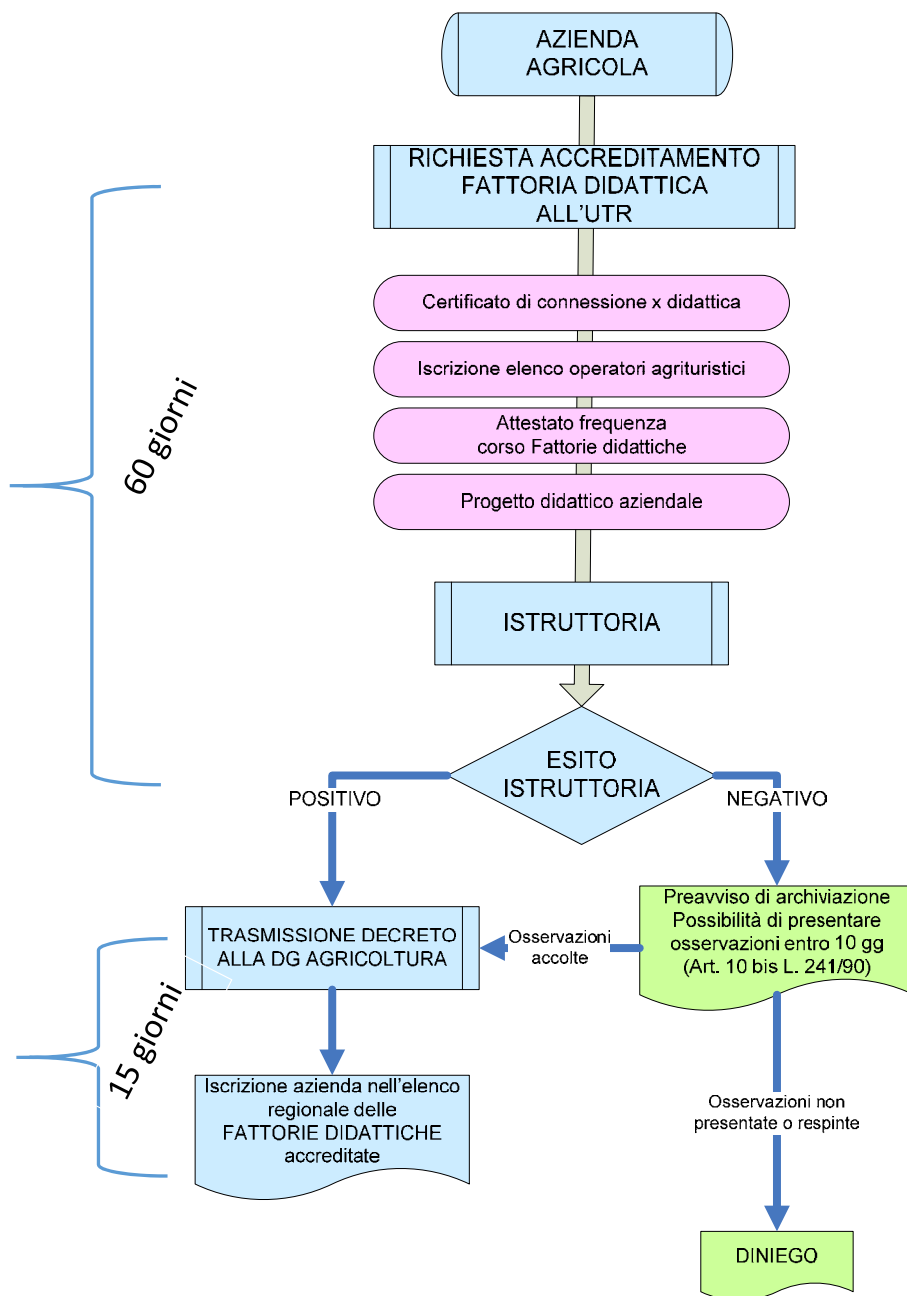 AZIENDA
AGRICOLA
RICHIESTA ACCREDITAMENTO
FATTORIA DIDATTICA
ALL'UTR
Certificato di connessione x didattica
Iscrizione elenco operatori agrituristici
Attestato frequenza
corso Fattorie didattiche
Progetto didattico aziendale
60 giorni
ISTRUTTORIA
ESITO
ISTRUTTORIA
POSITIVO
NEGATIVO
Preavviso di archiviazione
Possibilità di presentare
osservazioni entro 10 gg
(Art. 10 bis L. 241/90)
TRASMISSIONE DECRETO
ALLA DG AGRICOLTURA
Osservazioni
accolte
15 giorni
Iscrizione azienda nell'elenco
regionale delle
FATTORIE DIDATTICHE
accreditate
Osservazioni non
presentate o respinte
DINIEGO